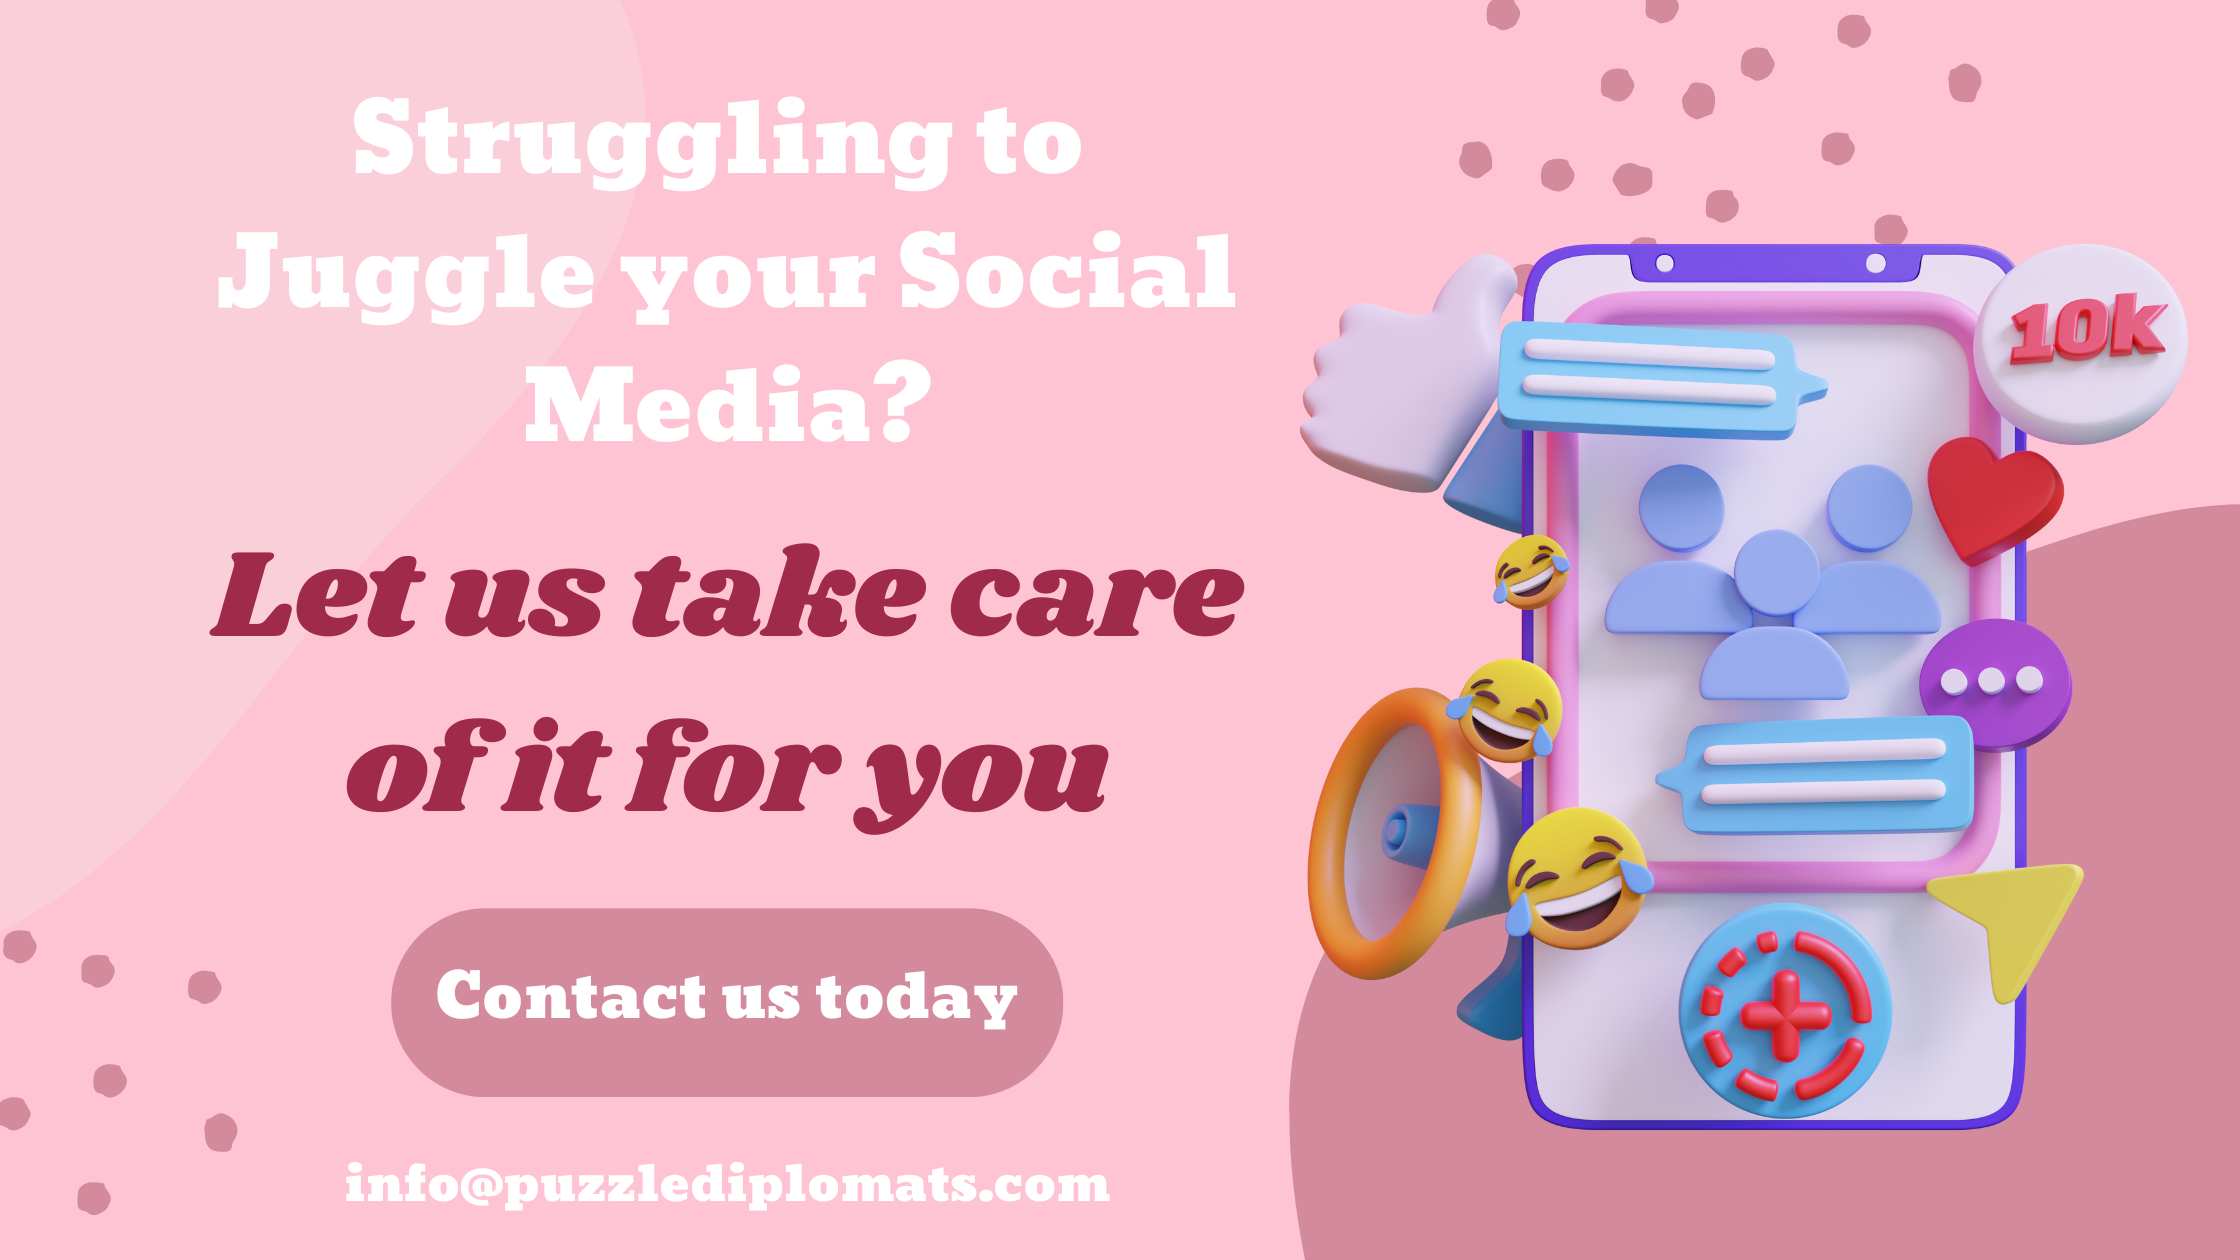 Struggling to
Juggle your Social
Media?
Let us take care
of it for you
Contact us today
info@puzzlediplomats.com
10k